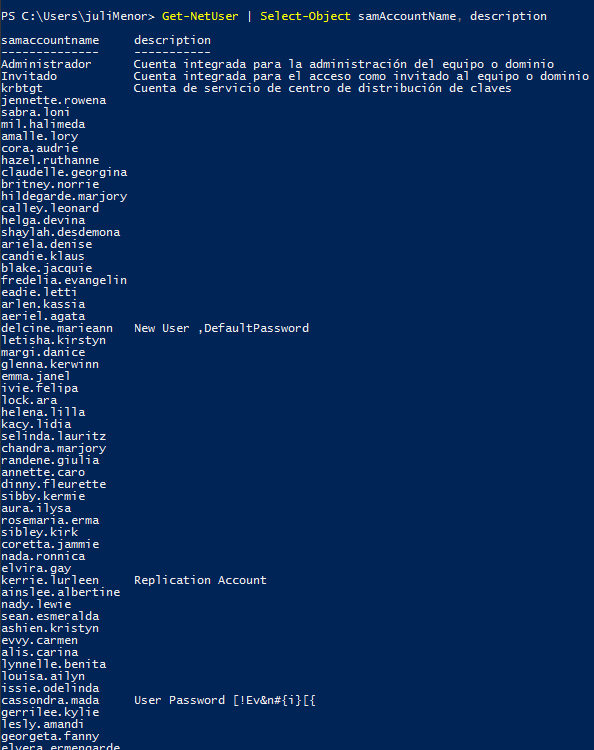 PS C:\Users\juliMenor> Get-NetUser | Select-Object samAccountName, description
samaccountname description
-------------- -----------
Administrador Cuenta integrada para la administración del equipo o dominio
Invitado Cuenta integrada para el acceso como invitado al equipo o dominio
krbtgt Cuenta de servicio de centro de distribución de claves
jennette.rowena
sabra.loni
mil.halimeda
amalle.lory
cora.audrie
hazel.ruthanne
claudelle.georgina
britney.norrie
hildegarde.marjory
calley.leonard
helga.devina
shaylah.desdemona
ariela.denise
candie.klaus
blake.jacquie
fredelia.evangelin
eadie.letti
arlen.kassia
aeriel.agata
delcine.marieann New User ,DefaultPassword
letisha.kirstyn
margi.danice
glenna.kerwinn
emma.janel
ivie.felipa
lock.ara
helena.lilla
kacy.lidia
selinda.lauritz
chandra.marjory
randene.giulia
annette.caro
dinny.fleurette
sibby.kermie
aura.ilysa
rosemaria.erma
sibley.kirk
coretta.jammie
nada.ronnica
elvira.gay
kerrie.lurleen Replication Account
ainslee.albertine
nady.lewie
sean.esmeralda
ashien.kristyn
evvy.carmen
alis.carina
lynnelle.benita
louisa.ailyn
issie.odelinda
cassondra.mada User Password [!Ev&n#{i}[{
gerrilee.kylie
lesly.amandi
georgeta.fanny
elvera.ermengarde